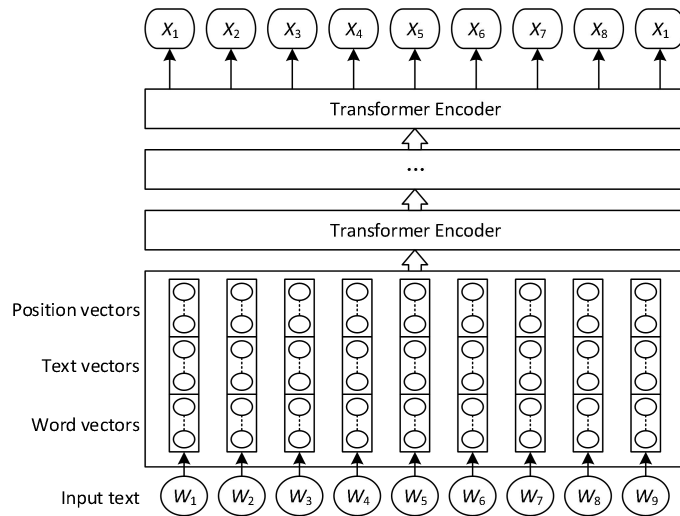 X1 X2 X3 X4 X5 X6 X7 X8 X1
Transformer Encoder
...
Transformer Encoder
Position vectors
Text vectors
Word vectors
Input text W1 W2 W3 W4 W5 W6 W7 W8 W9